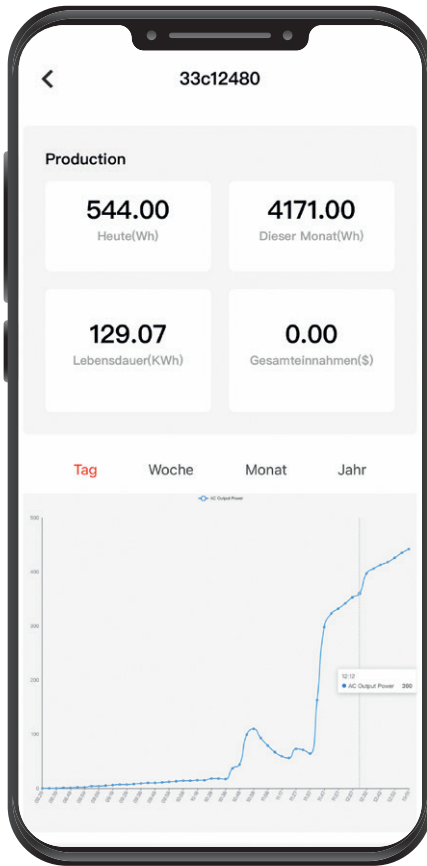 33c12480
Production
544.00
Heute(Wh)
4171.00
Dieser Monat(Wh)
129.07
Lebensdauer(KWh)
0.00
Gesamteinnahmen($)
Tag Woche Monat Jahr
AC Output Power
500
400
300
200
100
0
12:12
AC Output Power 360